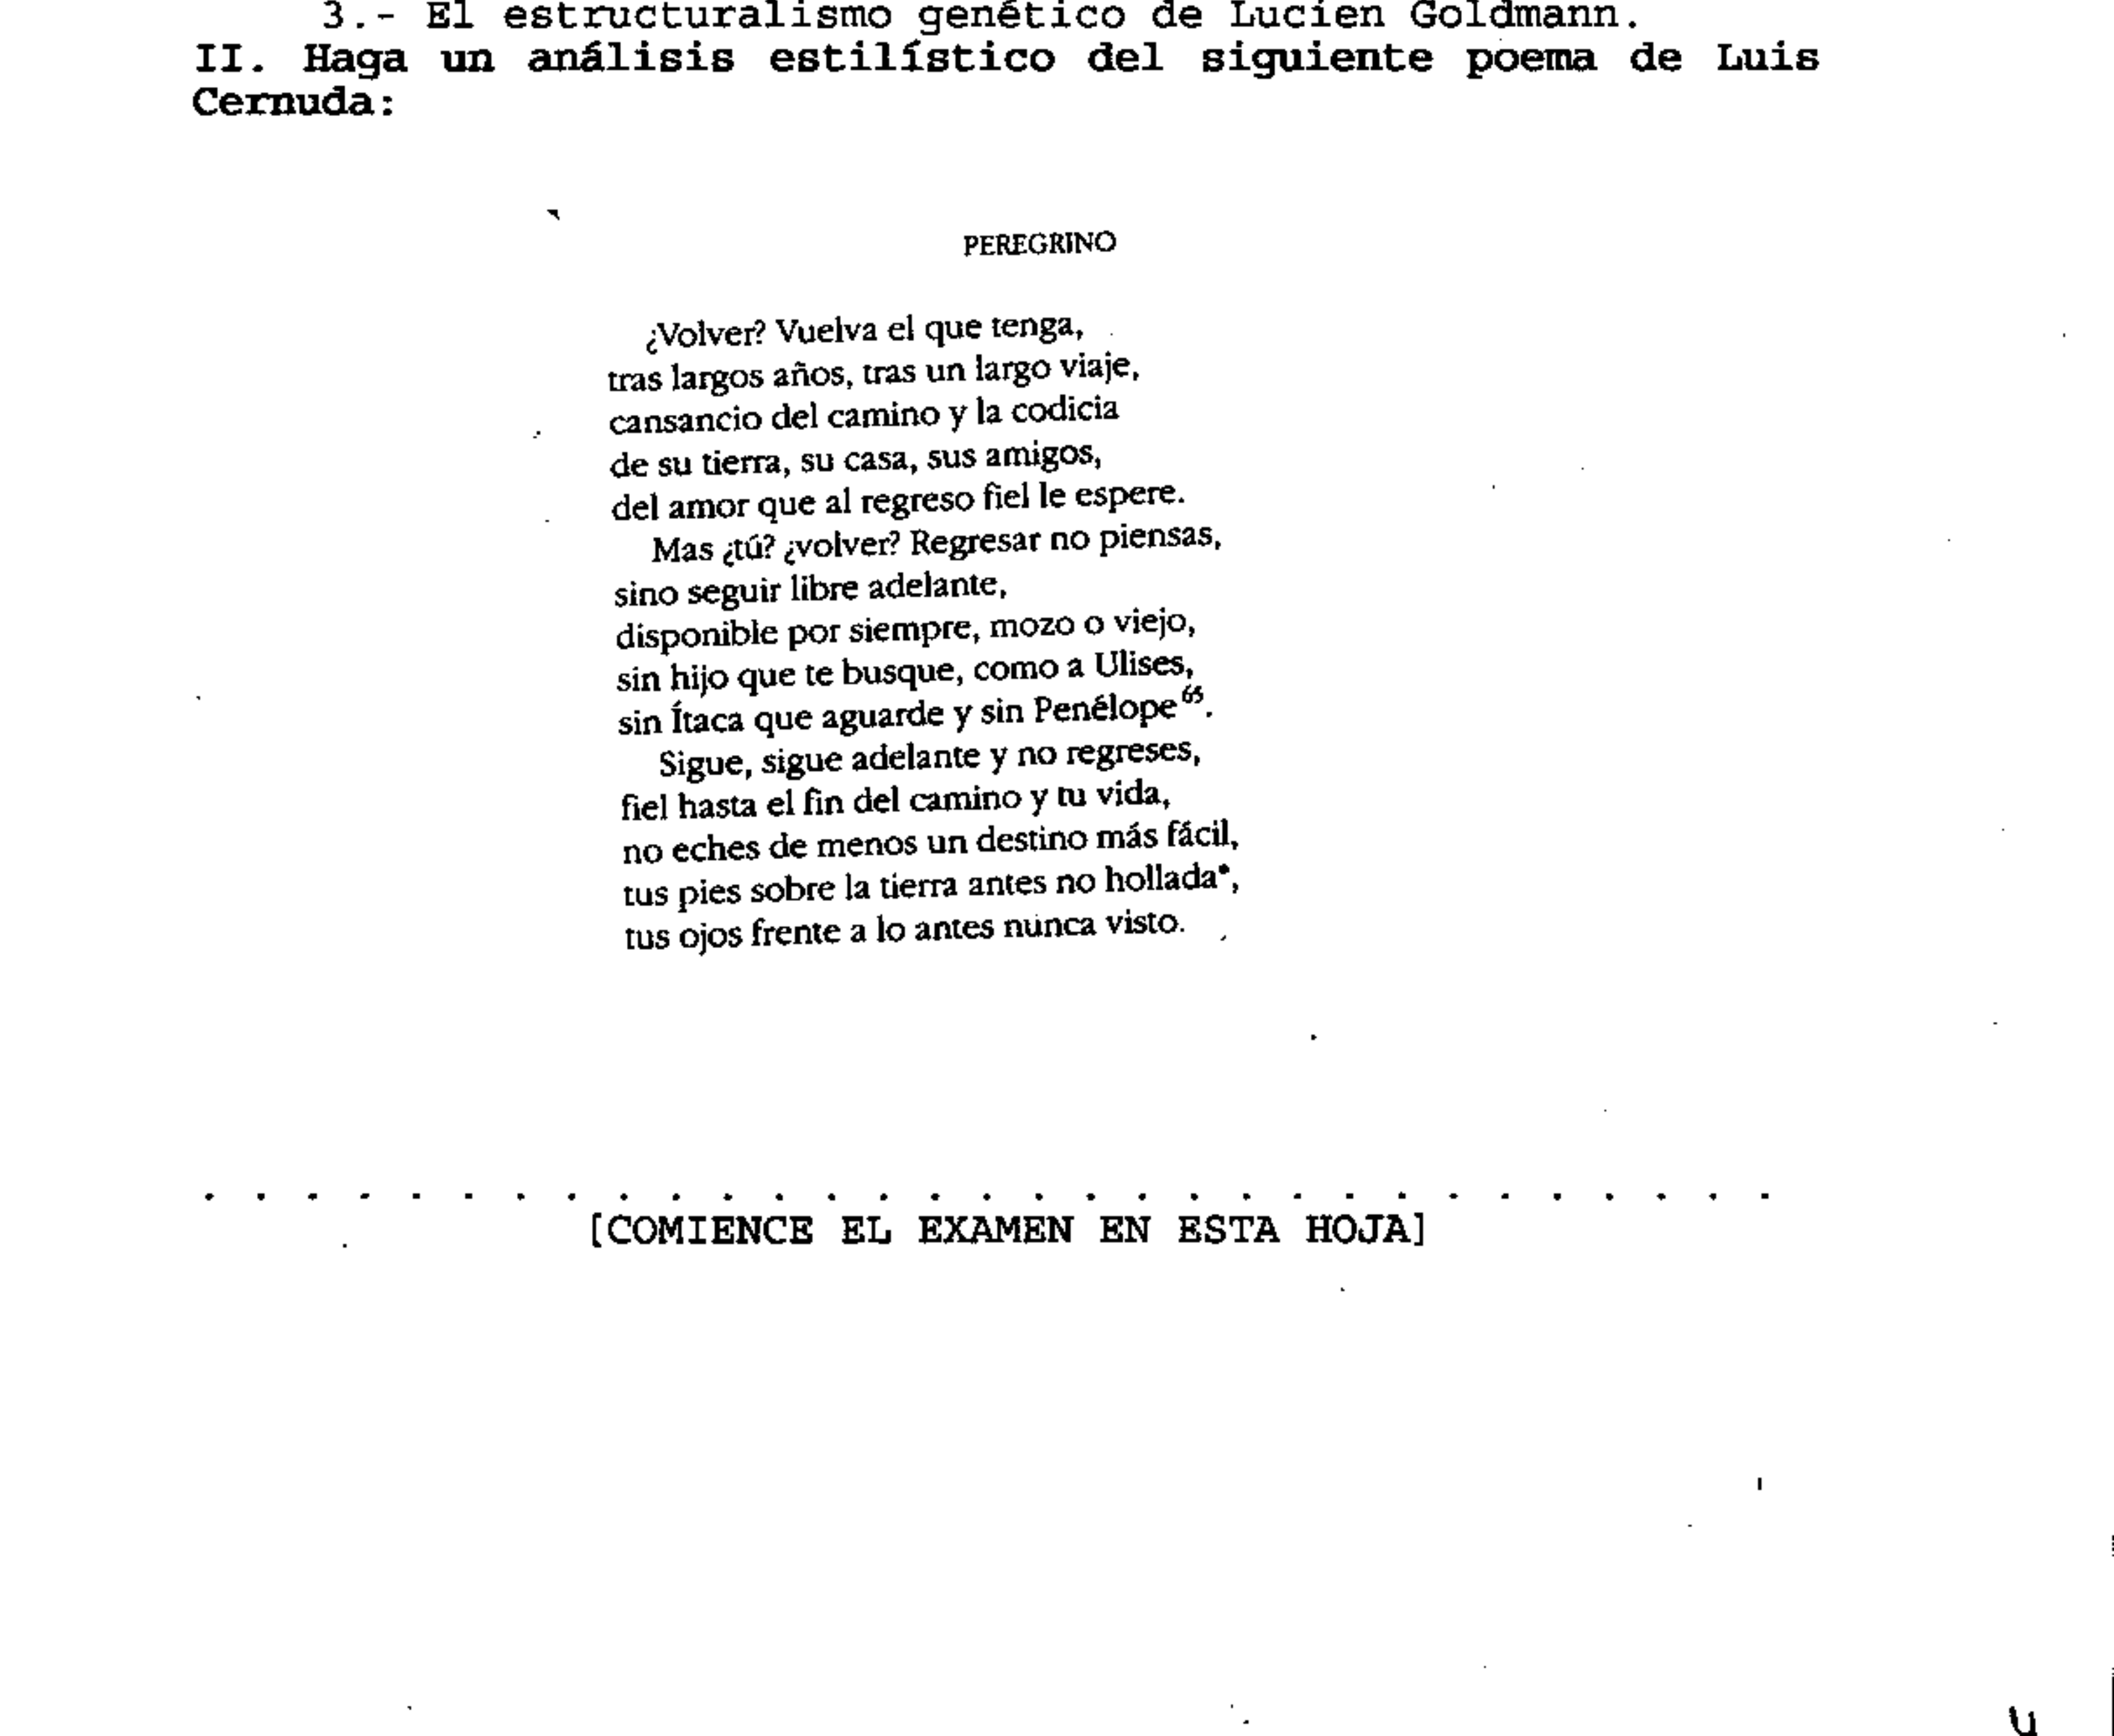 3.- El estructuralismo genético de Lucien Goldmann.
II. Haga un análisis estilístico del siguiente poema de Luis
Cernuda:
PEREGRINO
¿Volver? Vuelva el que tenga,
tras largos años, tras un largo viaje,
cansancio del camino y la codicia
de su tierra, su casa, sus amigos,
del amor que al regreso fiel le espere.
Mas ¿tú? ¿volver? Regresar no piensas,
sino seguir libre adelante,
disponible por siempre, mozo o viejo,
sin hijo que te busque, como a Ulises,
sin Ítaca que aguarde y sin Penélope⁶⁵.
Sigue, sigue adelante y no regreses,
fiel hasta el fin del camino y tu vida,
no eches de menos un destino más fácil,
tus pies sobre la tierra antes no hollada*,
tus ojos frente a lo antes nunca visto.
[COMIENCE EL EXAMEN EN ESTA HOJA]